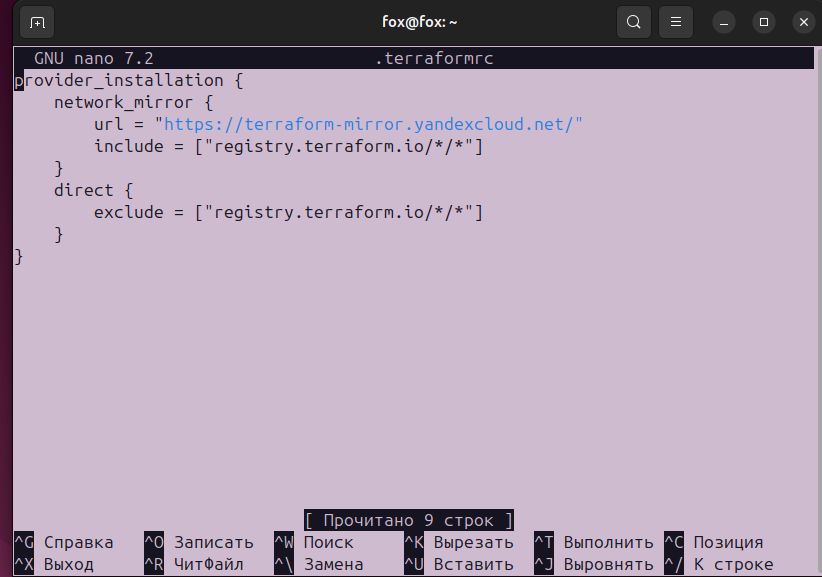 fox@fox: ~
GNU nano 7.2 .terraformrc
provider_installation {
    network_mirror {
        url = "https://terraform-mirror.yandexcloud.net/"
        include = ["registry.terraform.io/*/*"]
    }
    direct {
        exclude = ["registry.terraform.io/*/*"]
    }
}
[ Прочитано 9 строк ]
^G Справка ^O Записать ^W Поиск ^K Вырезать ^T Выполнить ^C Позиция
^X Выход ^R ЧитФайл ^\ Замена ^U Вставить ^J Выровнять ^/ К строке